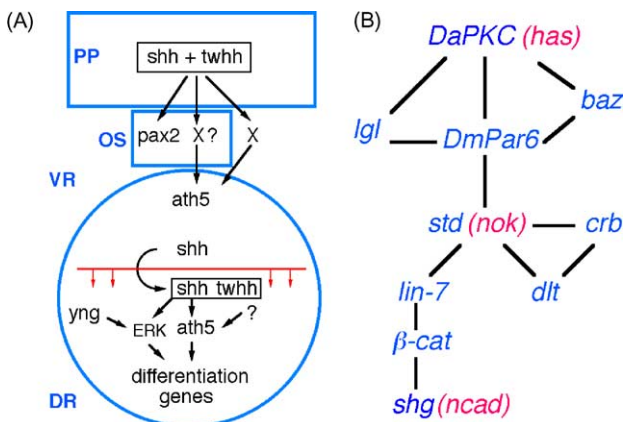 (A)
PP
shh + twhh
OS
pax2 X? X
VR
ath5
shh
shh twhh
yng ERK ath5 ?
differentiation
genes
DR
(B)
DaPKC (has)
baz
lgl DmPar6
std (nok) crb
lin-7 dlt
β-cat
shg (ncad)